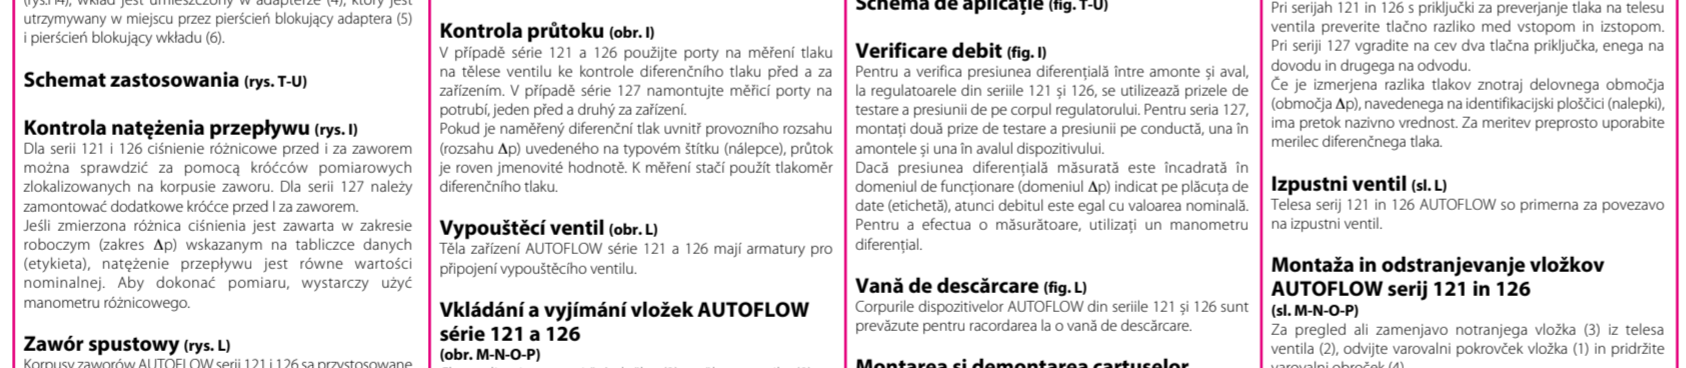 (rys.H4), wkład jest umieszczony w adapterze (4), który jest
utrzymywany w miejscu przez pierścień blokujący adaptera (5)
i pierścień blokujący wkładu (6).
Schemat zastosowania (rys. T-U)
Kontrola natężenia przepływu (rys. I)
Dla serii 121 i 126 ciśnienie różnicowe przed i za zaworem
można sprawdzić za pomocą króćców pomiarowych
zlokalizowanych na korpusie zaworu. Dla serii 127 należy
zamontować dodatkowe króćce przed I za zaworem.
Jeśli zmierzona różnica ciśnienia jest zawarta w zakresie
roboczym (zakres Δp) wskazanym na tabliczce danych
(etykieta), natężenie przepływu jest równe wartości
nominalnej. Aby dokonać pomiaru, wystarczy użyć
manometru różnicowego.
Zawór spustowy (rys. L)
Korpusy zaworów AUTOFLOW serii 121 i 126 są przystosowane
Kontrola průtoku (obr. I)
V případě série 121 a 126 použijte porty na měření tlaku
na tělese ventilu ke kontrole diferenčního tlaku před a za
zařízením. V případě série 127 namontujte měřicí porty na
potrubí, jeden před a druhý za zařízení.
Pokud je naměřený diferenční tlak uvnitř provozního rozsahu
(rozsahu Δp) uvedeného na typovém štítku (nálepce), průtok
je roven jmenovité hodnotě. K měření stačí použít tlakoměr
diferenčního tlaku.
Vypouštěcí ventil (obr. L)
Těla zařízení AUTOFLOW série 121 a 126 mají armatury pro
připojení vypouštěcího ventilu.
Vkládání a vyjímání vložek AUTOFLOW
série 121 a 126
(obr. M-N-O-P)
Schema de aplicație (fig. T-U)
Verificare debit (fig. I)
Pentru a verifica presiunea diferențială între amonte și aval,
la regulatoarele din seriile 121 și 126, se utilizează prizele de
testare a presiunii de pe corpul regulatorului. Pentru seria 127,
montați două prize de testare a presiunii pe conductă, una în
amontele și una în avalul dispozitivului.
Dacă presiunea diferențială măsurată este încadrată în
domeniul de funcționare (domeniul Δp) indicat pe plăcuța de
date (etichetă), atunci debitul este egal cu valoarea nominală.
Pentru a efectua o măsurătoare, utilizați un manometru
diferențial.
Vană de descărcare (fig. L)
Corpurile dispozitivelor AUTOFLOW din seriile 121 și 126 sunt
prevăzute pentru racordarea la o vană de descărcare.
Montarea și demontarea cartușelor
Pri serijah 121 in 126 s priključki za preverjanje tlaka na telesu
ventila preverite tlačno razliko med vstopom in izstopom.
Pri seriji 127 vgradite na cev dva tlačna priključka, enega na
dovodu in drugega na odvodu.
Če je izmerjena razlika tlakov znotraj delovnega območja
(območja Δp), navedenega na identifikacijski ploščici (nalepki),
ima pretok nazivno vrednost. Za meritev preprosto uporabite
merilec diferenčnega tlaka.
Izpustni ventil (sl. L)
Telesa serij 121 in 126 AUTOFLOW so primerna za povezavo
na izpustni ventil.
Montaža in odstranjevanje vložkov
AUTOFLOW serij 121 in 126
(sl. M-N-O-P)
Za pregled ali zamenjavo notranjega vložka (3) iz telesa
ventila (2), odvijte varovalni pokrovček vložka (1) in pridržite
varovalni obroček (4).